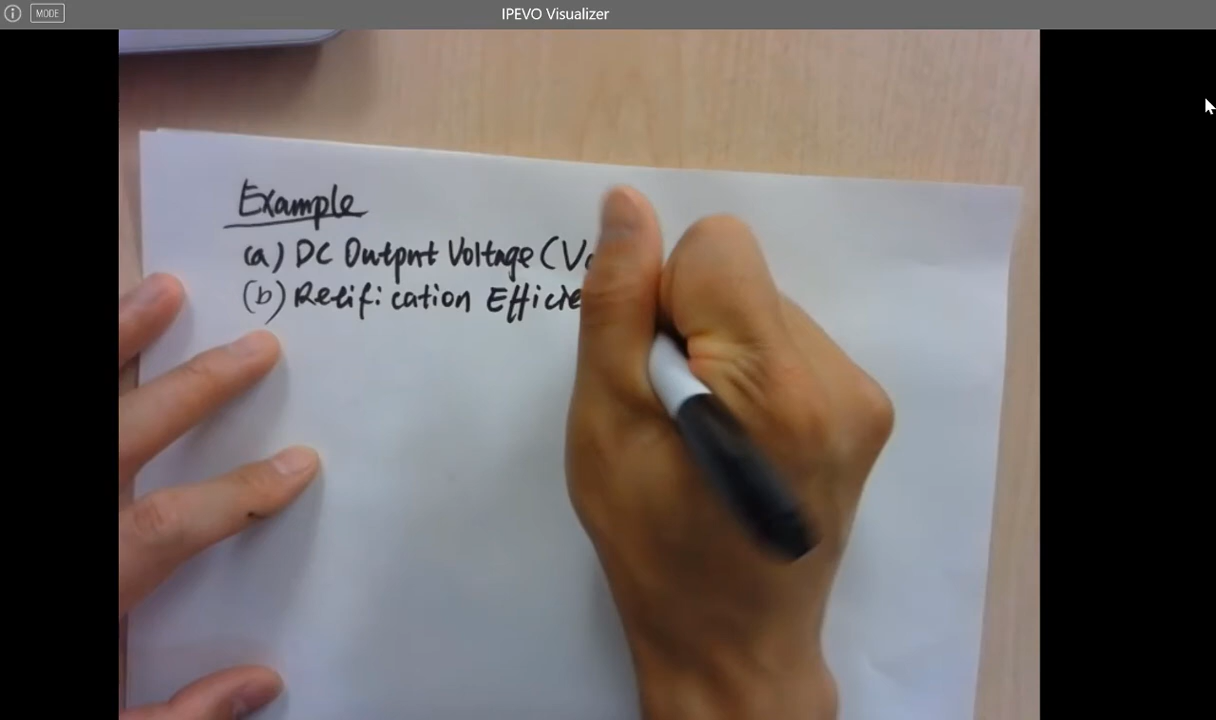 MODE
IPEVO Visualizer
Example
(a) DC Output Voltage (V
(b) Retification Efficie